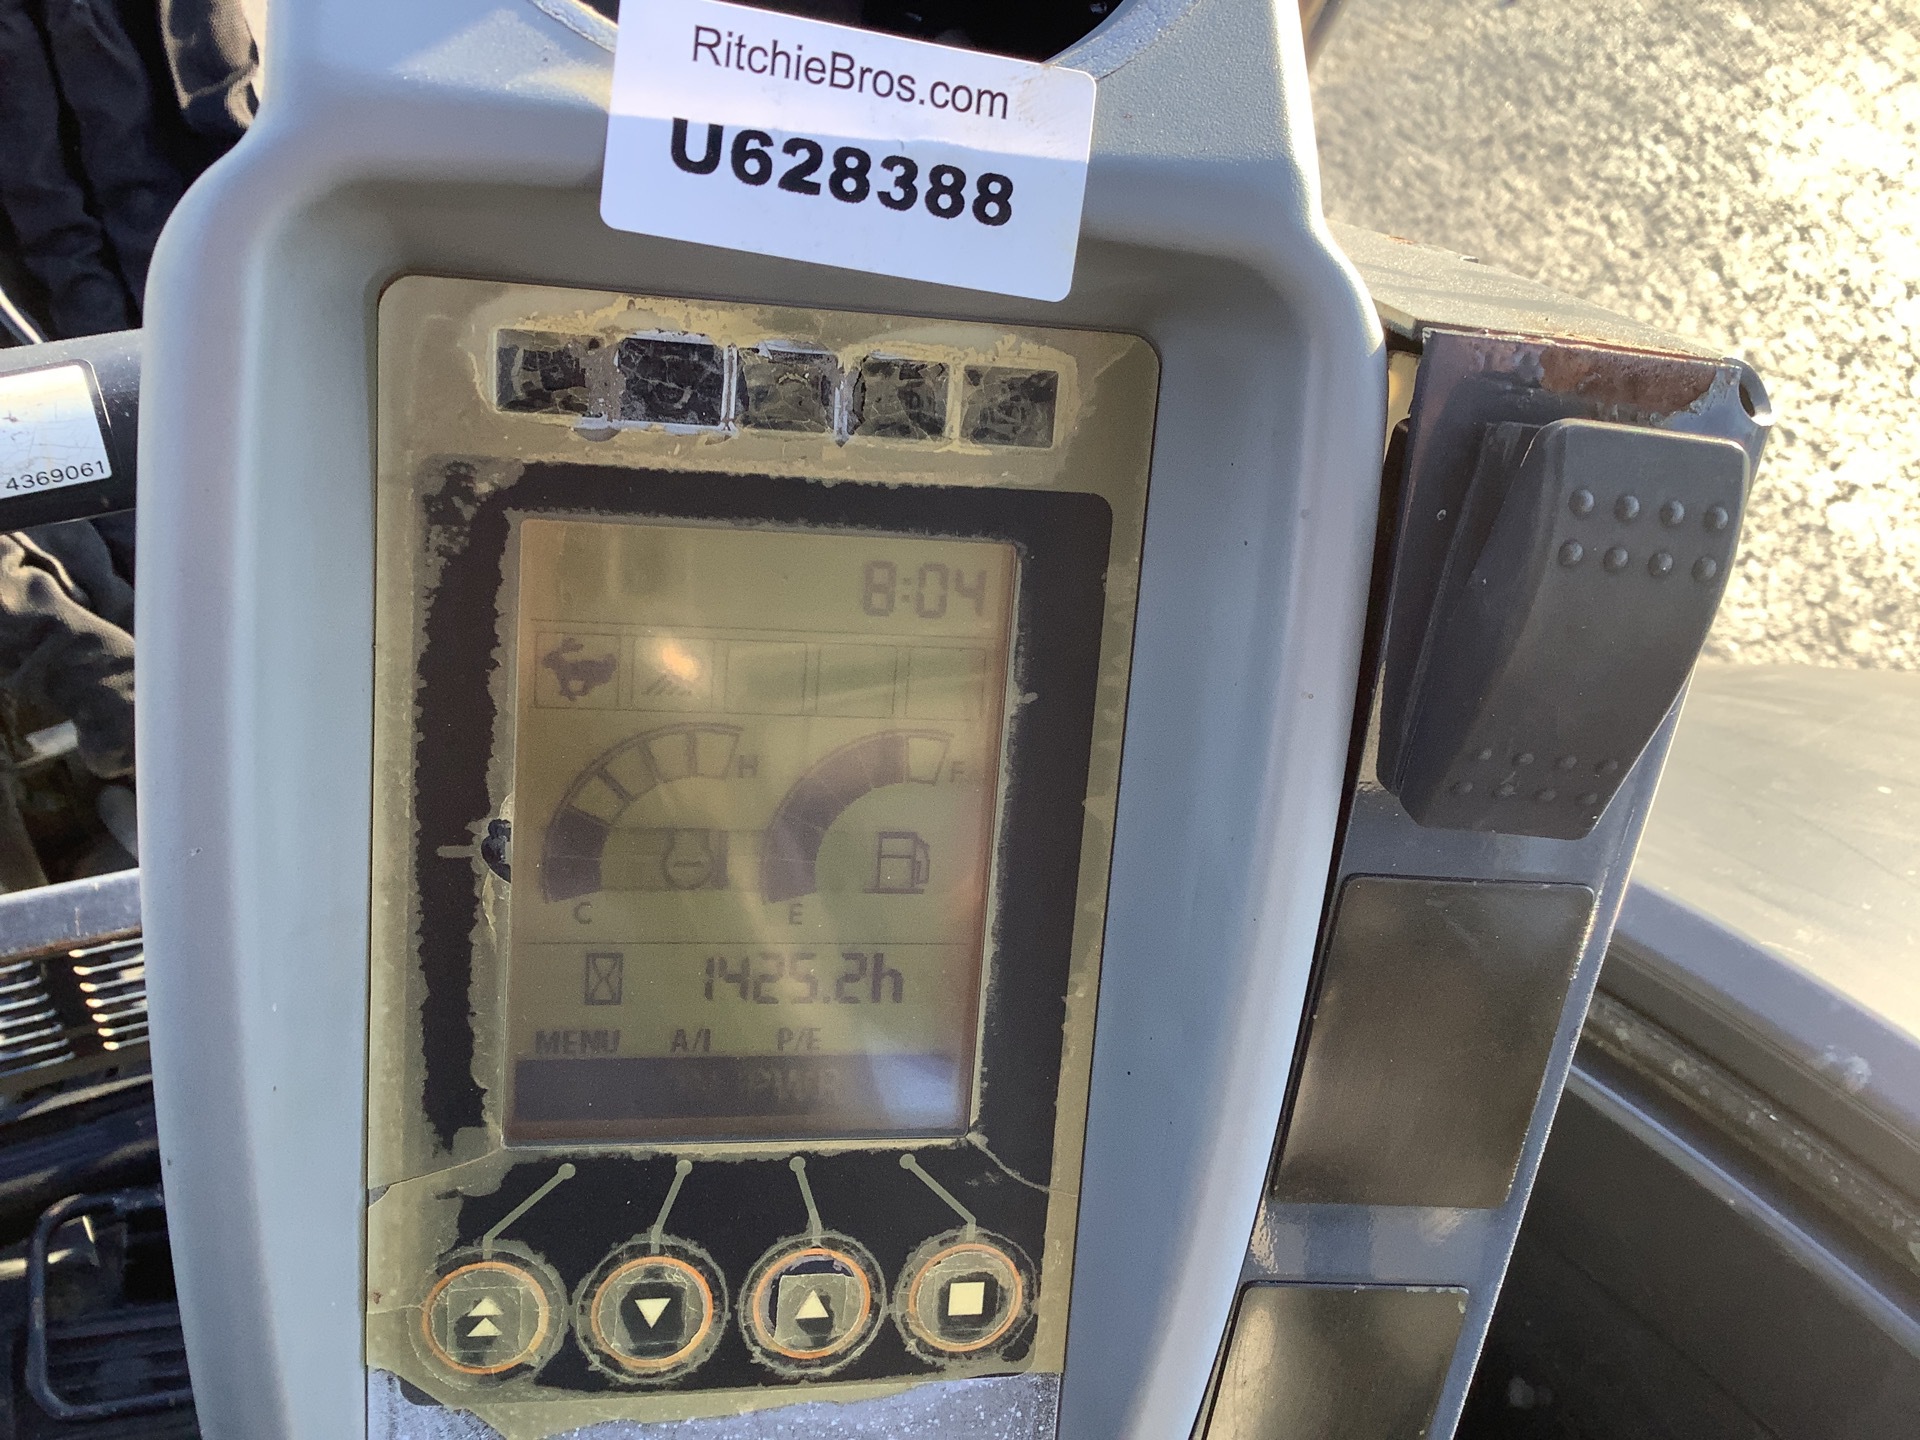 RitchieBros.com
U628388
4369061
8:04
H
F
C
E
1425.2h
MENU A/I P/E